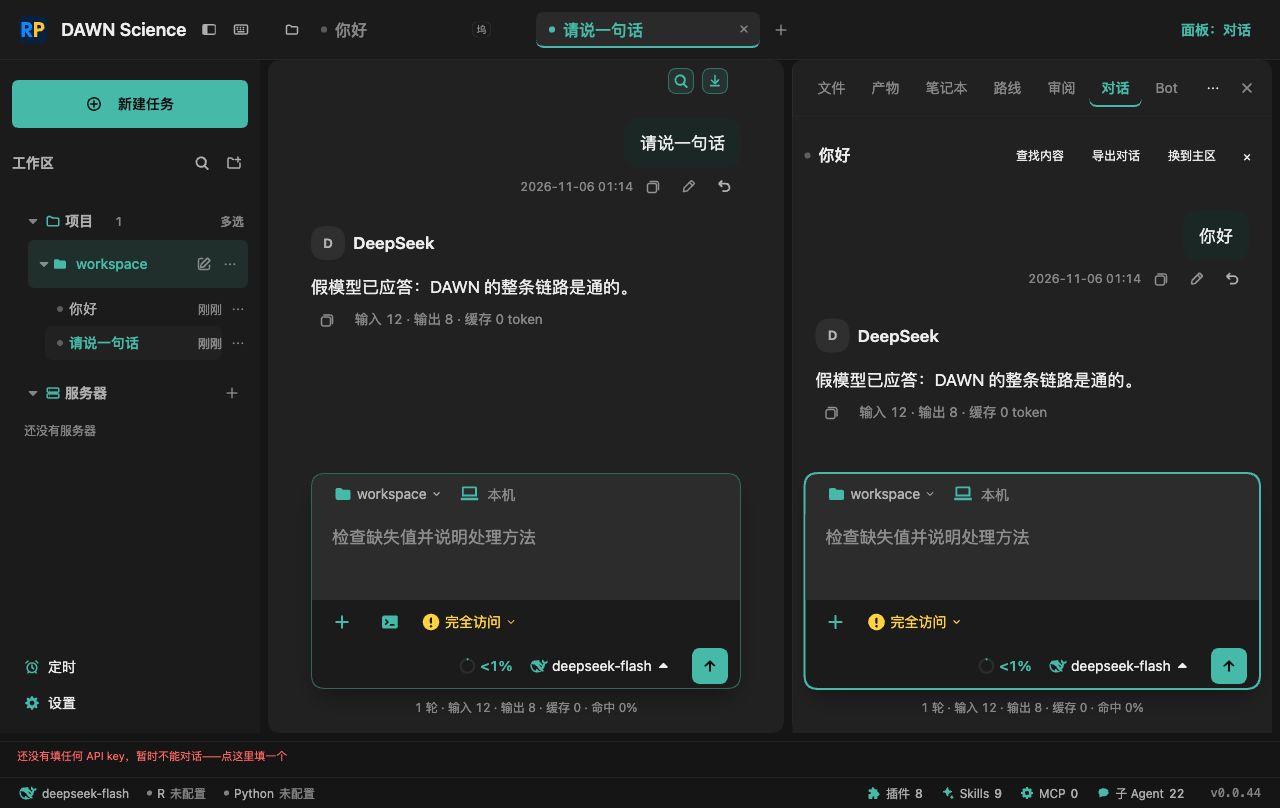 RP DAWN Science
你好 坞
请说一句话 × +
面板：对话
新建任务
工作区
项目 1 多选
workspace ···
你好 刚刚 ···
请说一句话 刚刚 ···
服务器 +
还没有服务器
定时
设置
请说一句话
2026-11-06 01:14
D DeepSeek
假模型已应答：DAWN 的整条链路是通的。
输入 12 · 输出 8 · 缓存 0 token
workspace 本机
检查缺失值并说明处理方法
+ 完全访问
<1% deepseek-flash
1 轮 · 输入 12 · 输出 8 · 缓存 0 · 命中 0%
文件 产物 笔记本 路线 审阅 对话 Bot ··· ×
你好 查找内容 导出对话 换到主区 ×
你好
2026-11-06 01:14
D DeepSeek
假模型已应答：DAWN 的整条链路是通的。
输入 12 · 输出 8 · 缓存 0 token
workspace 本机
检查缺失值并说明处理方法
+ 完全访问
<1% deepseek-flash
1 轮 · 输入 12 · 输出 8 · 缓存 0 · 命中 0%
还没有填任何 API key，暂时不能对话——点这里填一个
deepseek-flash R 未配置 Python 未配置
插件 8 Skills 9 MCP 0 子 Agent 22 v0.0.44